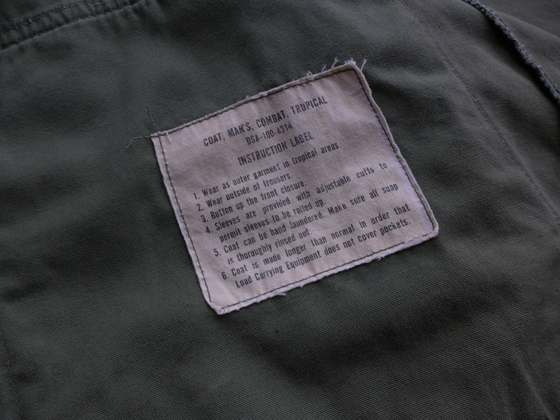 COAT, MAN'S, COMBAT, TROPICAL
DSA-100-4314
INSTRUCTION LABEL
1. Wear as outer garment in tropical areas
2. Wear outside of trousers.
3. Button up the front closure.
4. Sleeves are provided with adjustable cuffs to
permit sleeves to be rolled up.
5. Coat can be hand laundered. Make sure all soap
is thoroughly rinsed out.
6. Coat is made longer than normal in order that
Load Carrying Equipment does not cover pockets.